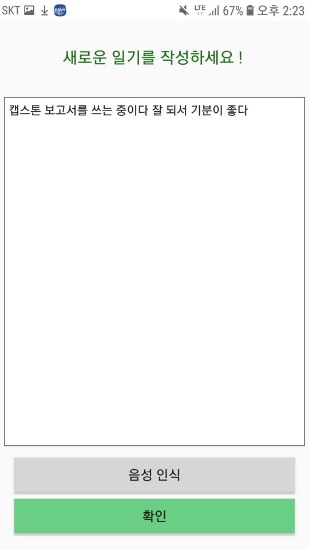 SKT LTE 67% 오후 2:23
새로운 일기를 작성하세요 !
캡스톤 보고서를 쓰는 중이다 잘 되서 기분이 좋다
음성 인식
확인